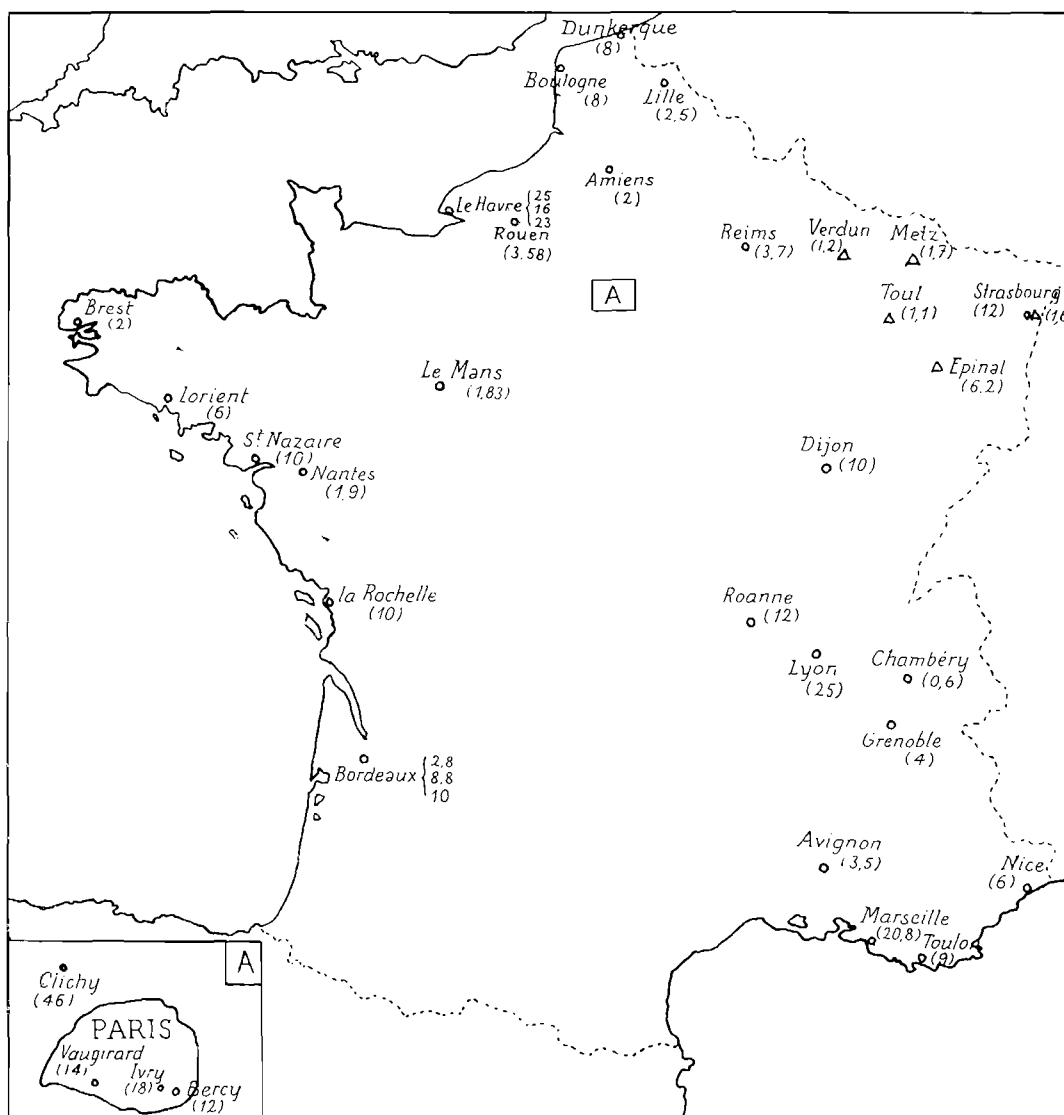 Dunkerque
(8)
Boulogne
(8)
Lille
(2,5)
Amiens
(2)
Le Havre { 25
16
23
Rouen
(3.58)
Reims
(3,7)
Verdun
(1,2)
Metz
(1,7)
A
Toul
(1,1)
Strasbourg
(12)
Brest
(2)
Le Mans
(1,83)
Epinal
(6,2)
Lorient
(6)
St Nazaire
(10)
Nantes
(1,9)
Dijon
(10)
la Rochelle
(10)
Roanne
(12)
Lyon
(25)
Chambéry
(0,6)
Grenoble
(4)
Bordeaux { 2,8
8.8
10
Avignon
(3,5)
Nice
(6)
Marseille
(20,8)
Toulon
(9)
A
Clichy
(46)
PARIS
Vaugirard
(14)
Ivry
(18)
Bercy
(12)